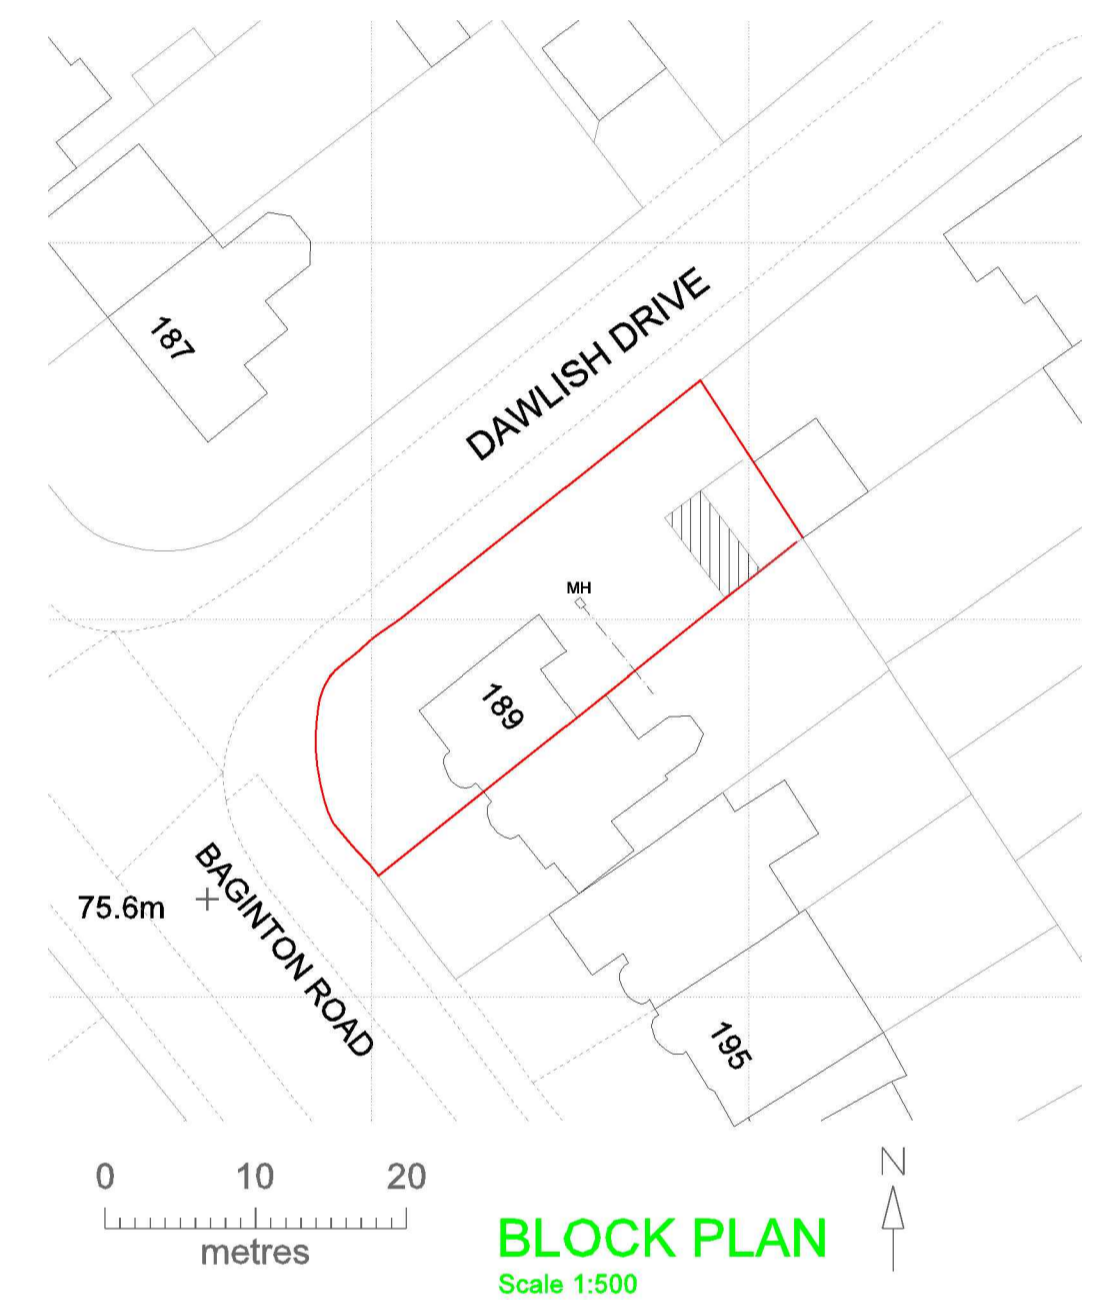 187
DAWLISH DRIVE
MH
189
BAGINTON ROAD
75.6m
195
0 10 20
metres
N
BLOCK PLAN
Scale 1:500